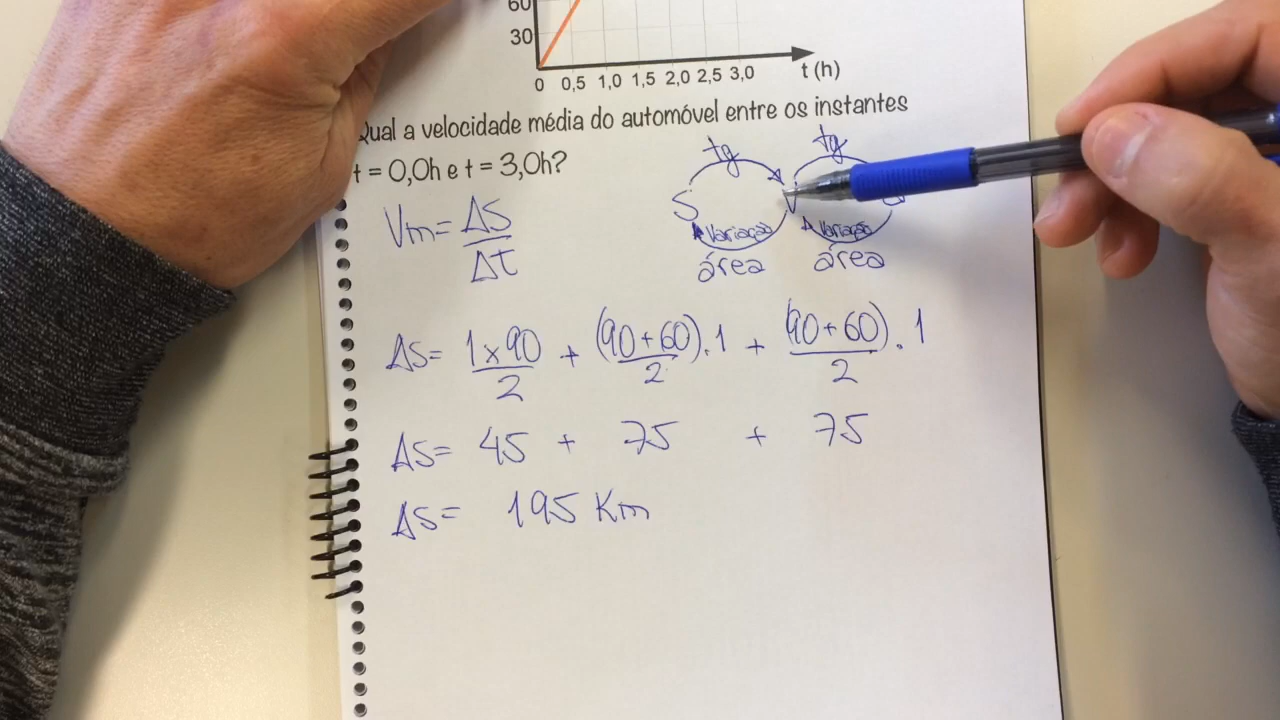 60
30
0 0,5 1,0 1,5 2,0 2,5 3,0 t (h)
Qual a velocidade média do automóvel entre os instantes
t = 0,0h e t = 3,0h?
tg tg
S V
Variação Variação
área área
Vm = ΔS/Δt
ΔS = 1x90/2 + (90+60)/2 . 1 + (90+60)/2 . 1
ΔS = 45 + 75 + 75
ΔS = 195 Km